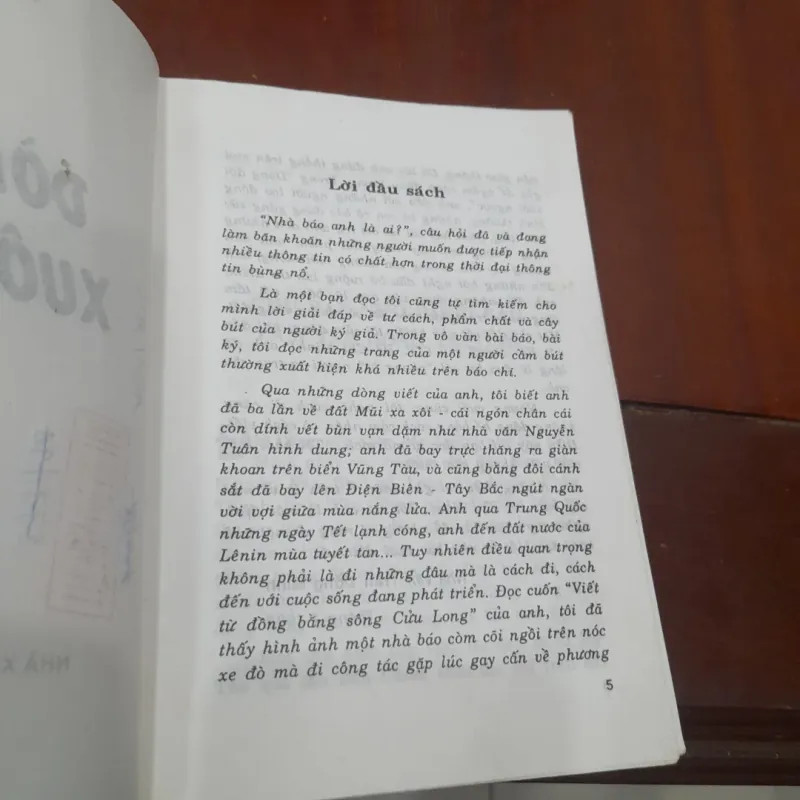 ĐÔI
XUÔ
NHÀ X
Lời đầu sách
"Nhà báo anh là ai?", câu hỏi đã và đang
làm băn khoăn những người muốn được tiếp nhận
nhiều thông tin có chất hơn trong thời đại thông
tin bùng nổ.
Là một bạn đọc tôi cũng tự tìm kiếm cho
mình lời giải đáp về tư cách, phẩm chất và cây
bút của người ký giả. Trong vô vàn bài báo, bài
ký, tôi đọc những trang của một người cầm bút
thường xuất hiện khá nhiều trên báo chí.
Qua những dòng viết của anh, tôi biết anh
đã ba lần về đất Mũi xa xôi - cái ngón chân cái
còn dính vết bùn vạn dặm như nhà văn Nguyễn
Tuân hình dung; anh đã bay trực thăng ra giàn
khoan trên biển Vũng Tàu, và cũng bằng đôi cánh
sắt đã bay lên Điện Biên - Tây Bắc ngút ngàn
vời vợi giữa mùa nắng lửa. Anh qua Trung Quốc
những ngày Tết lạnh cóng, anh đến đất nước của
Lênin mùa tuyết tan... Tuy nhiên điều quan trọng
không phải là đi những đâu mà là cách đi, cách
đến với cuộc sống đang phát triển. Đọc cuốn "Viết
từ đồng bằng sông Cửu Long" của anh, tôi đã
thấy hình ảnh một nhà báo còm cõi ngồi trên nóc
xe đò mà đi công tác gặp lúc gay cấn về phương
5